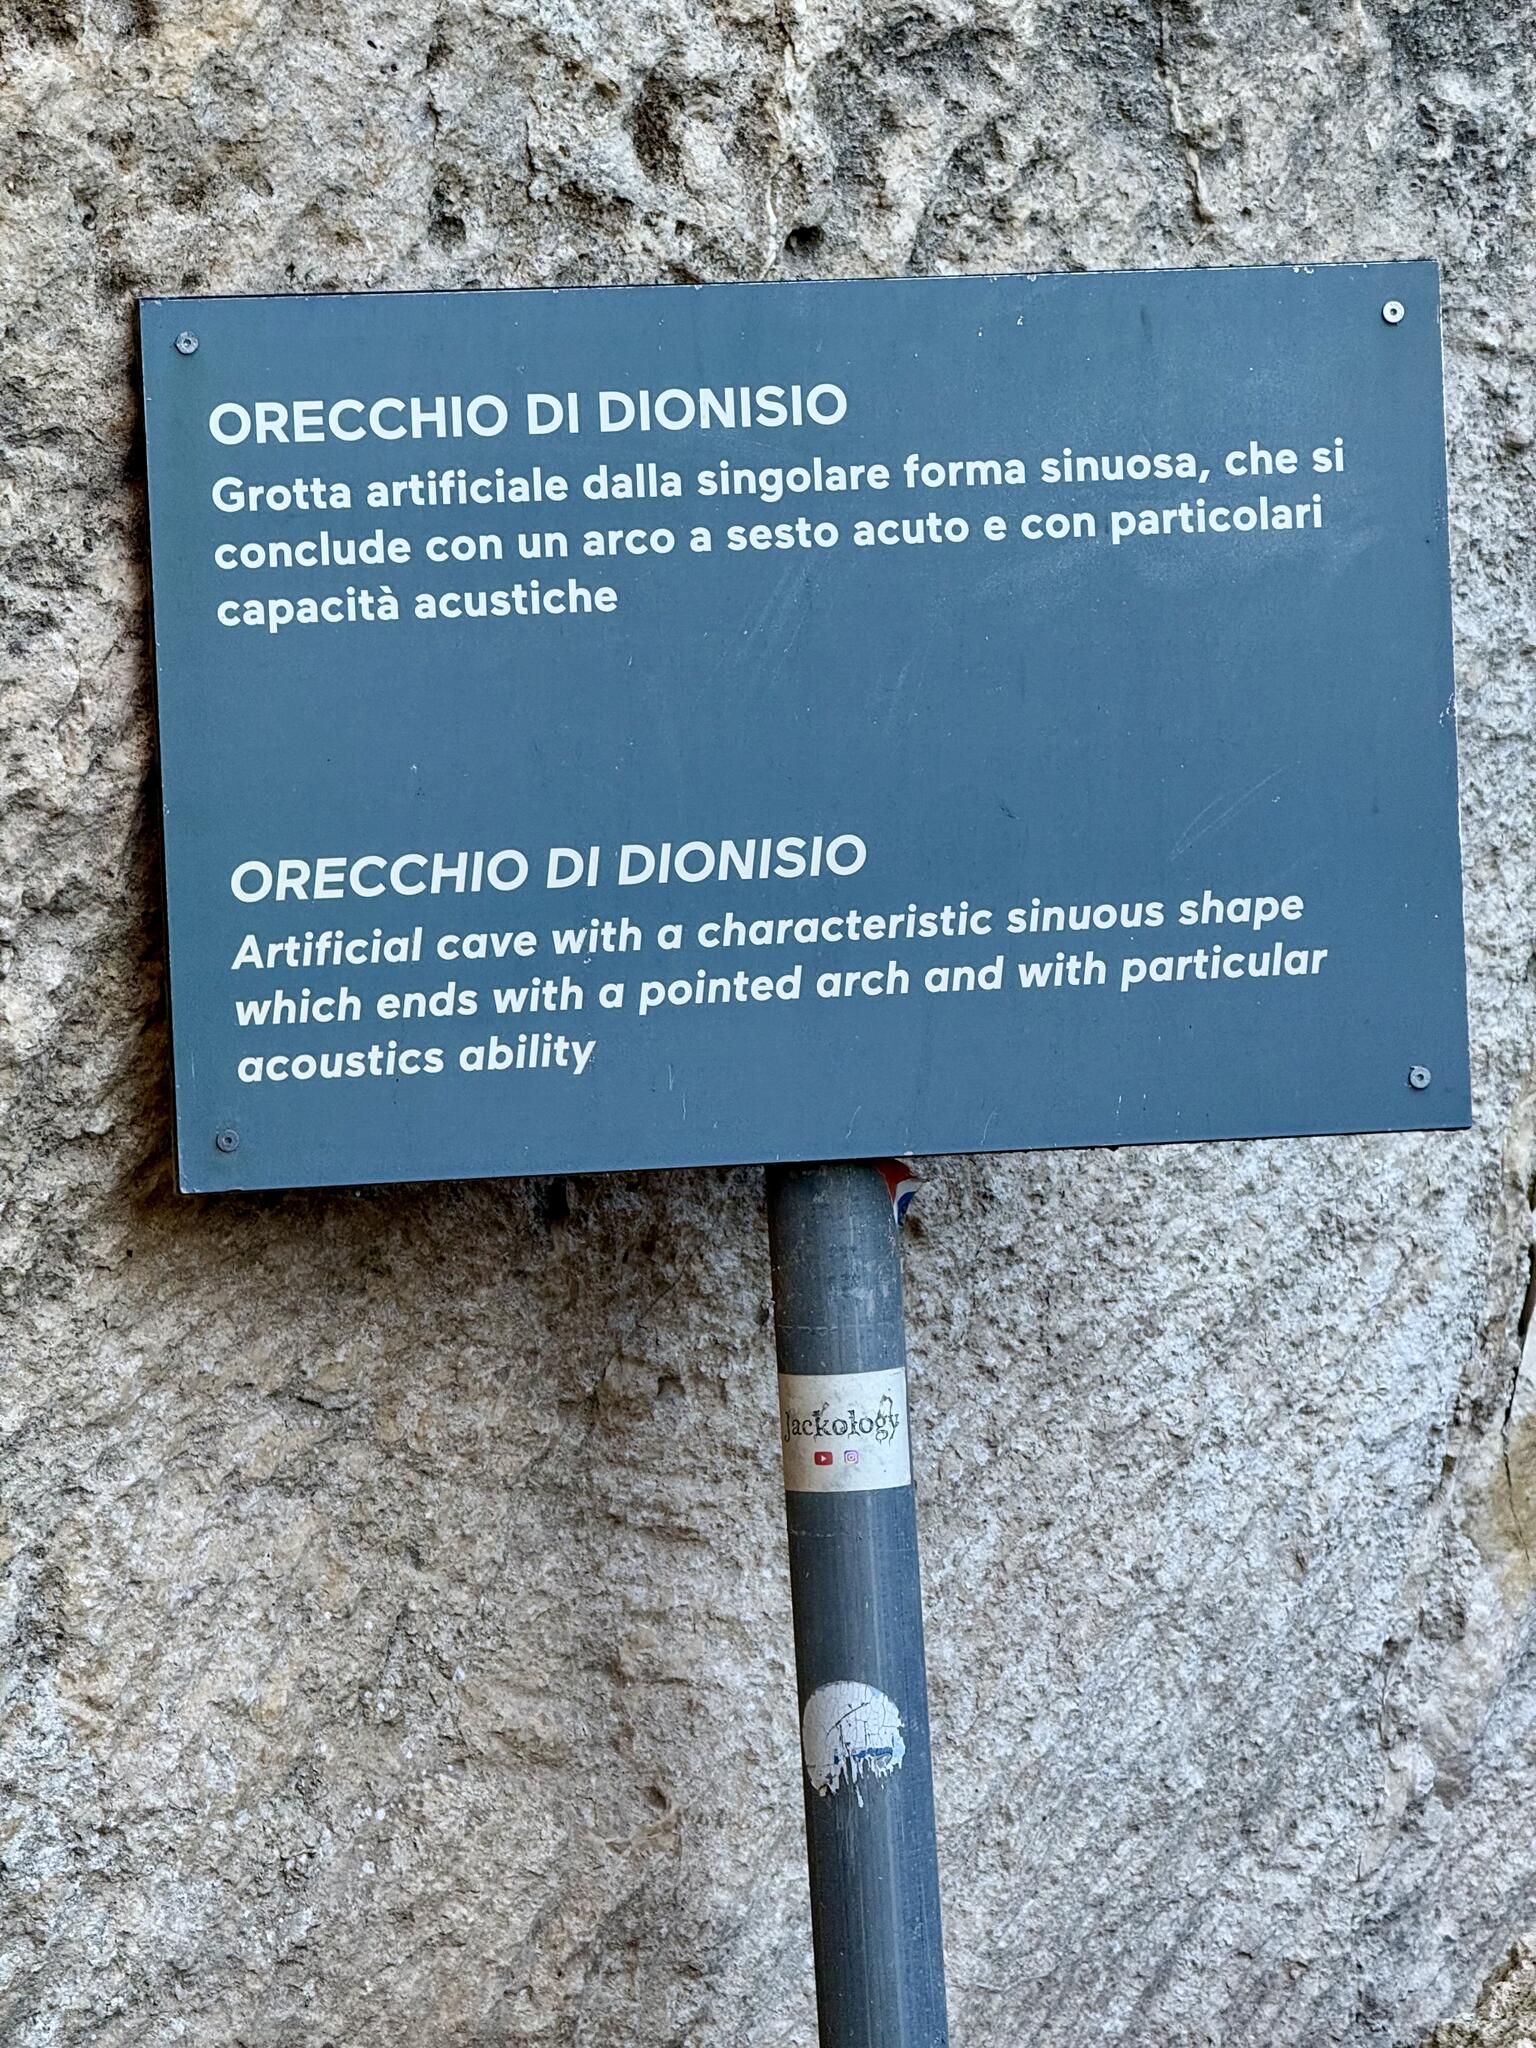 ORECCHIO DI DIONISIO
Grotta artificiale dalla singolare forma sinuosa, che si
conclude con un arco a sesto acuto e con particolari
capacità acustiche
ORECCHIO DI DIONISIO
Artificial cave with a characteristic sinuous shape
which ends with a pointed arch and with particular
acoustics ability
Jackology